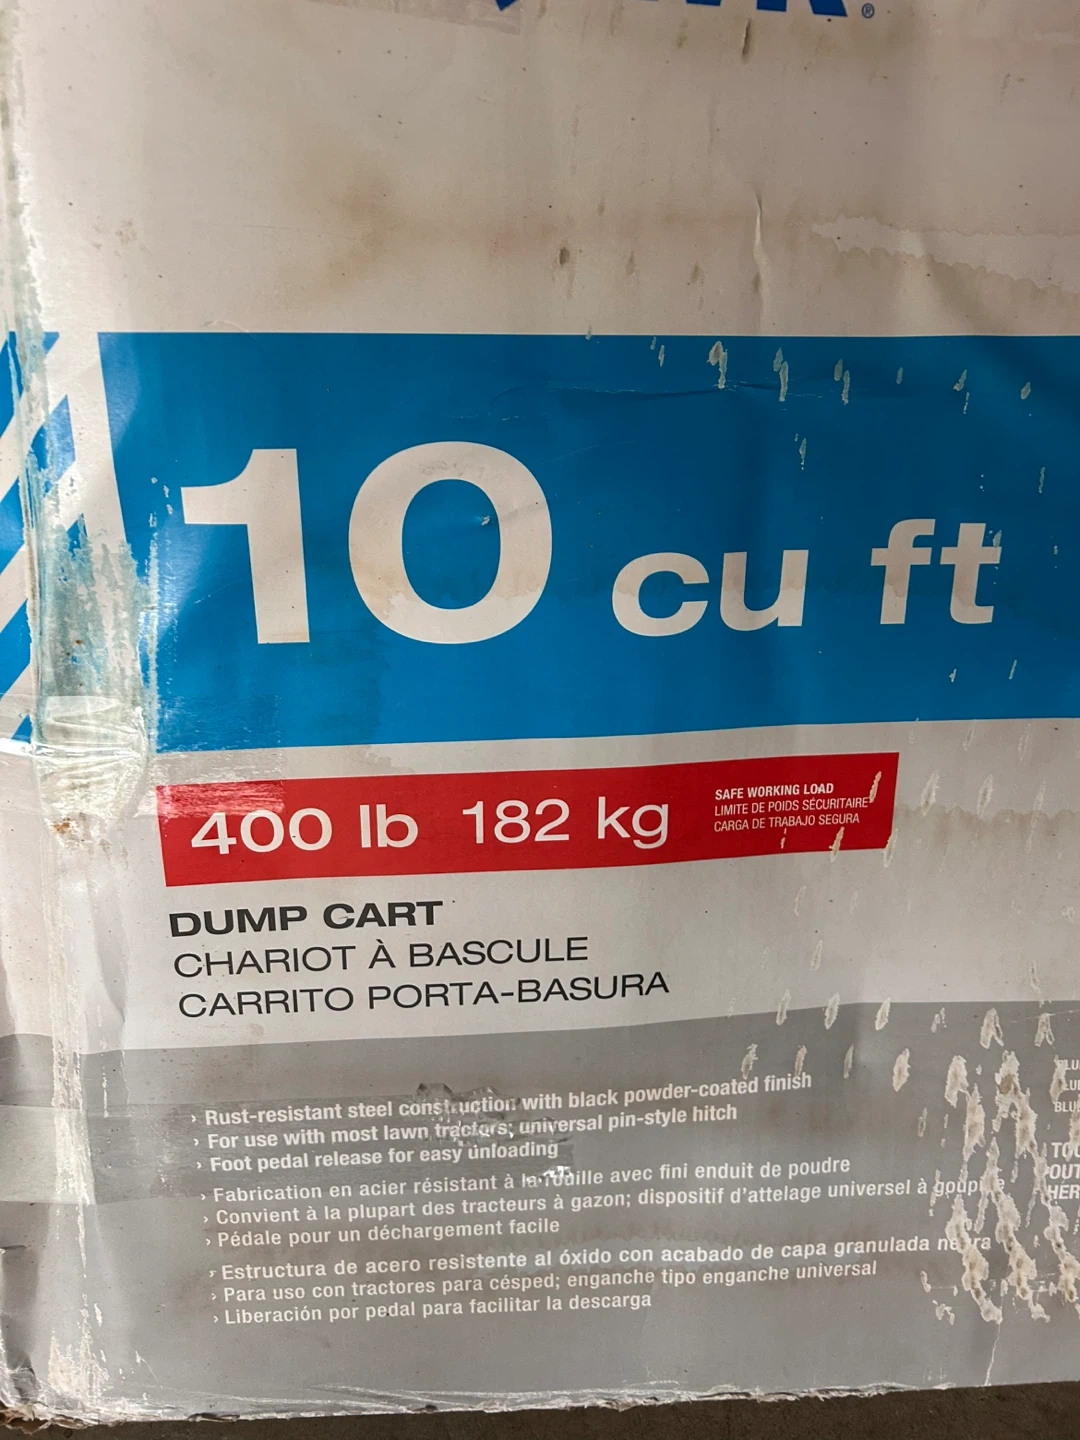 ®
10 cu ft
400 lb 182 kg
SAFE WORKING LOAD
LIMITE DE POIDS SÉCURITAIRE
CARGA DE TRABAJO SEGURA
DUMP CART
CHARIOT À BASCULE
CARRITO PORTA-BASURA
› Rust-resistant steel construction with black powder-coated finish
› For use with most lawn tractors; universal pin-style hitch
› Foot pedal release for easy unloading
› Fabrication en acier résistant à la rouille avec fini enduit de poudre
› Convient à la plupart des tracteurs à gazon; dispositif d'attelage universel à goupille
› Pédale pour un déchargement facile
› Estructura de acero resistente al óxido con acabado de capa granulada negra
› Para uso con tractores para césped; enganche tipo enganche universal
› Liberación por pedal para facilitar la descarga